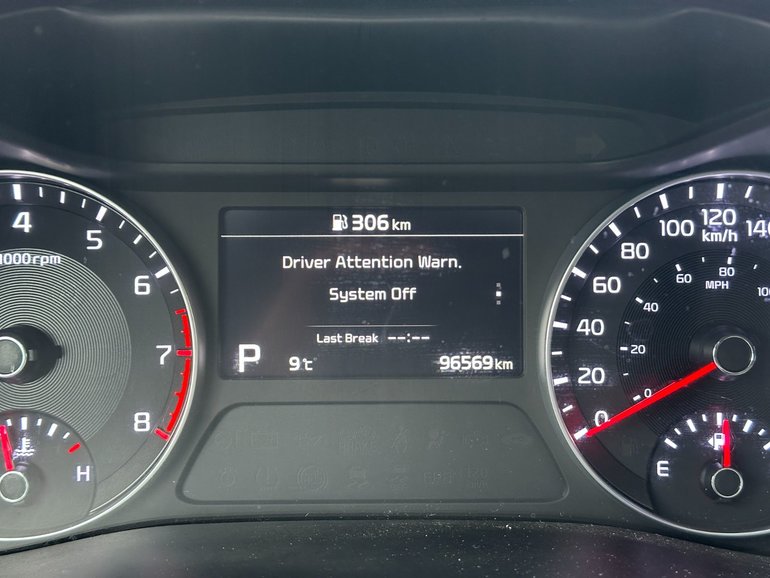 306 km
Driver Attention Warn.
System Off
Last Break --:--
P 9℃ 96569 km
4
5
6
7
8
1000rpm
H
0
20
40
60
80
100
120
140
km/h
0
20
40
60
80
100
MPH
E